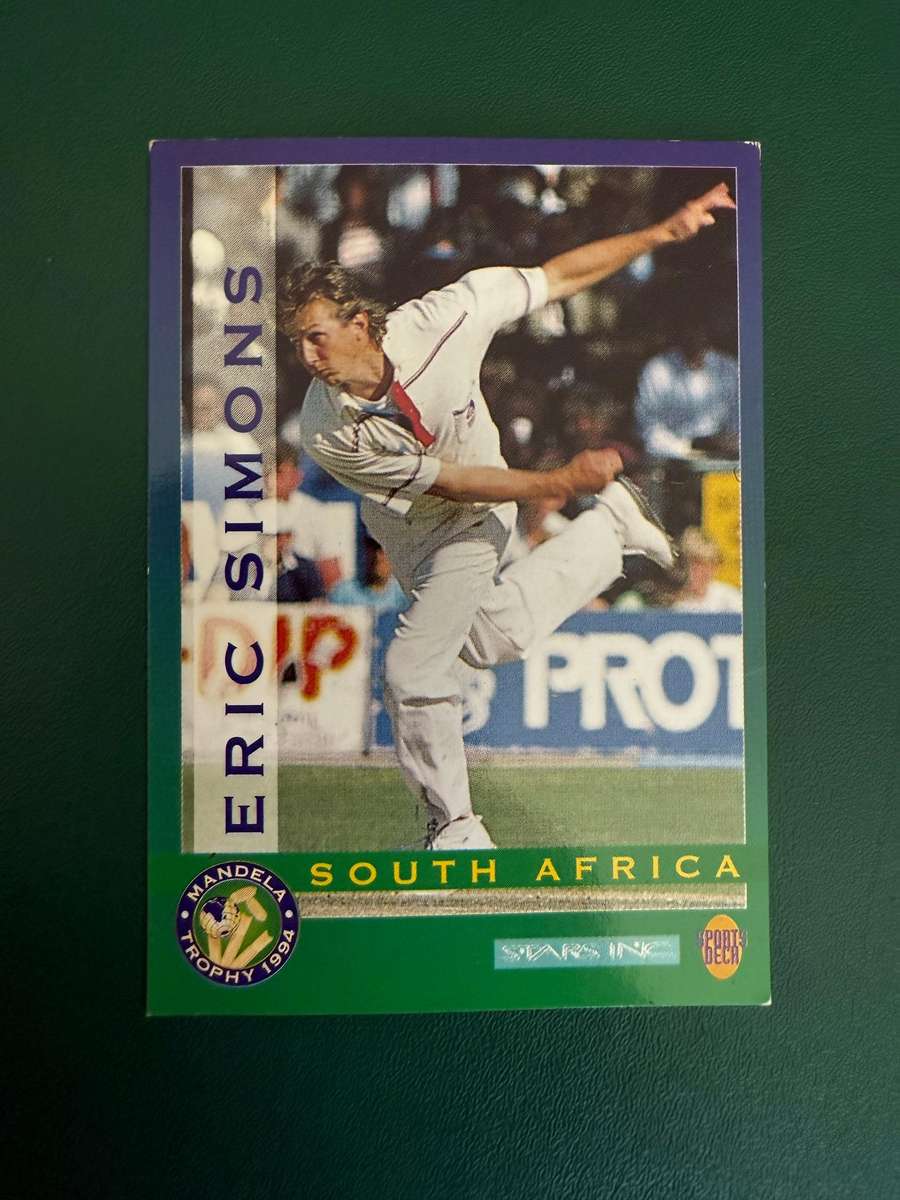 ERIC SIMONS
PROT
SOUTH AFRICA
MANDELA
TROPHY 1994
STARS INC
SPORTS
DECK